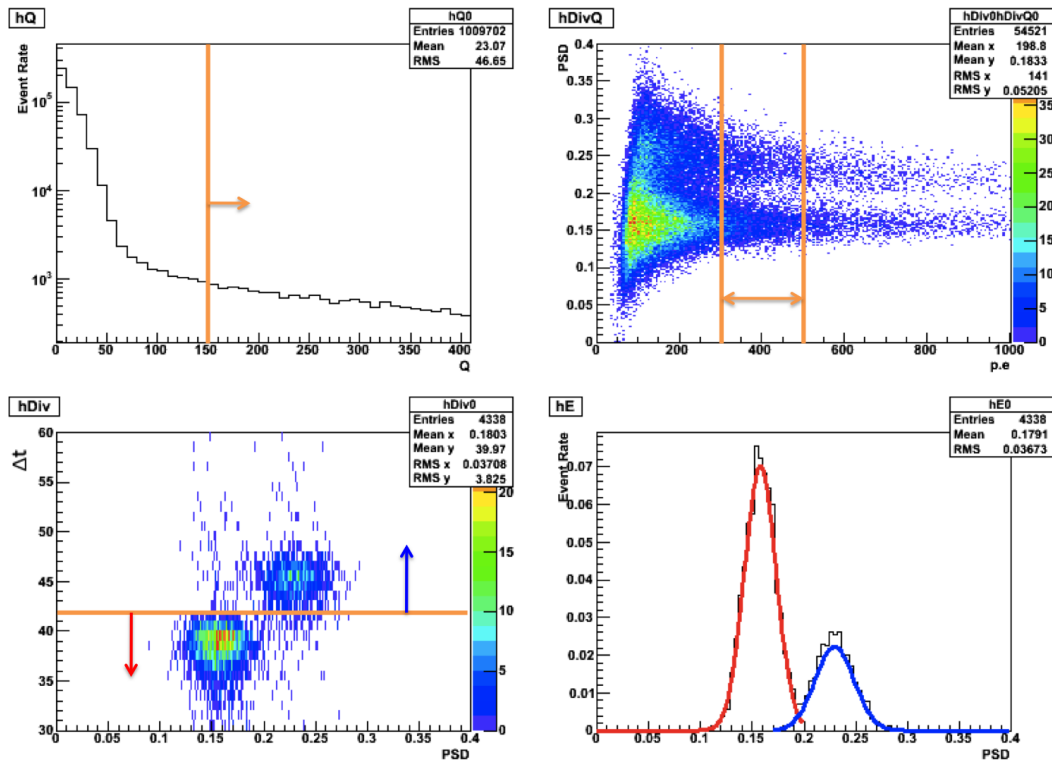 hQ
hQ0
Entries 1009702
Mean 23.07
RMS 46.65
Event Rate
10^5
10^4
10^3
0 50 100 150 200 250 300 350 400
Q
hDivQ
hDiv0hDivQ0
Entries 54521
Mean x 198.8
Mean y 0.1833
RMS x 141
RMS y 0.05205
PSD
0.4
0.35
0.3
0.25
0.2
0.15
0.1
0.05
0
0 200 400 600 800 1000
p.e
35
30
25
20
15
10
5
0
hDiv
hDiv0
Entries 4338
Mean x 0.1803
Mean y 39.97
RMS x 0.03708
RMS y 3.825
Δt
60
55
50
45
40
35
30
0 0.05 0.1 0.15 0.2 0.25 0.3 0.35 0.4
PSD
20
15
10
5
0
hE
hE0
Entries 4338
Mean 0.1791
RMS 0.03673
Event Rate
0.07
0.06
0.05
0.04
0.03
0.02
0.01
0
0 0.05 0.1 0.15 0.2 0.25 0.3 0.35 0.4
PSD